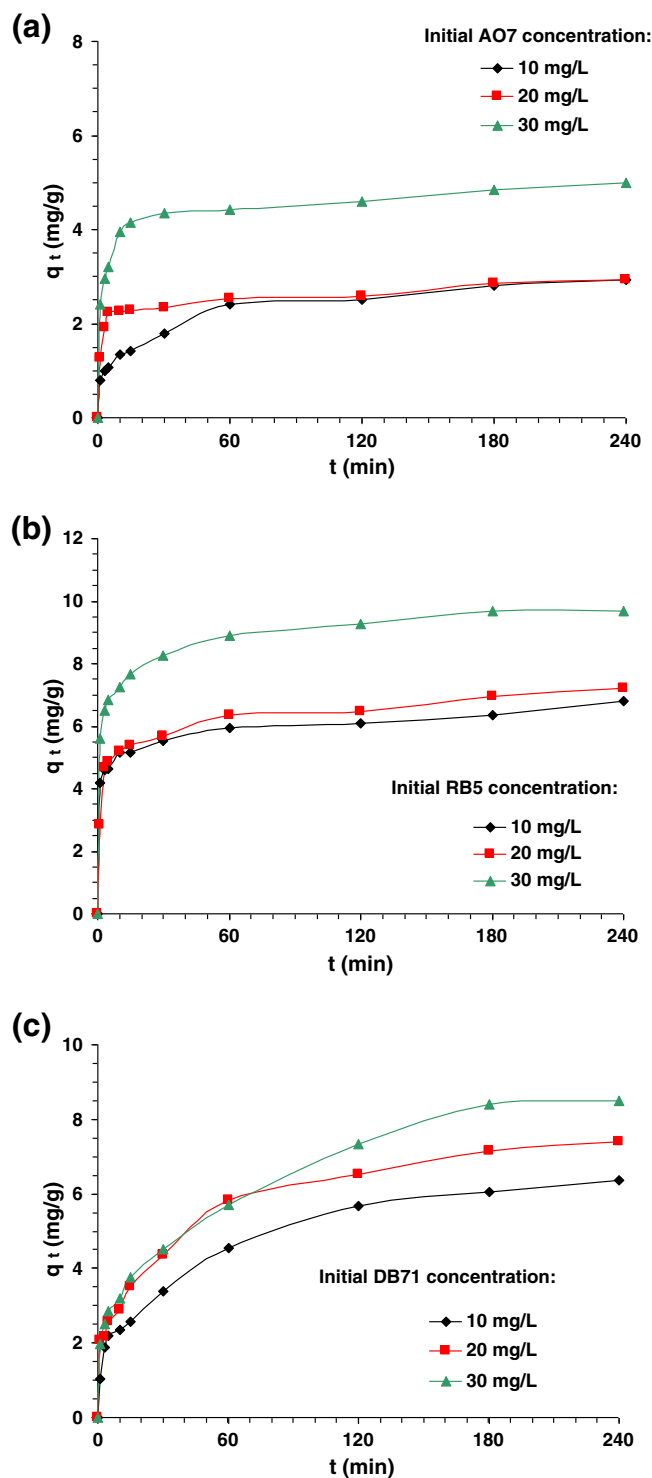 (a)
8
6
4
2
0
q t (mg/g)
Initial AO7 concentration:
10 mg/L
20 mg/L
30 mg/L
0 60 120 180 240
t (min)
(b)
12
10
8
6
4
2
0
q t (mg/g)
Initial RB5 concentration:
10 mg/L
20 mg/L
30 mg/L
0 60 120 180 240
t (min)
(c)
10
8
6
4
2
0
q t (mg/g)
Initial DB71 concentration:
10 mg/L
20 mg/L
30 mg/L
0 60 120 180 240
t (min)